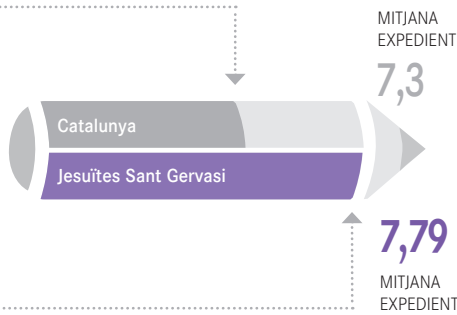 MITJANA
EXPEDIENT
7,3
Catalunya
Jesuïtes Sant Gervasi
7,79
MITJANA
EXPEDIENT